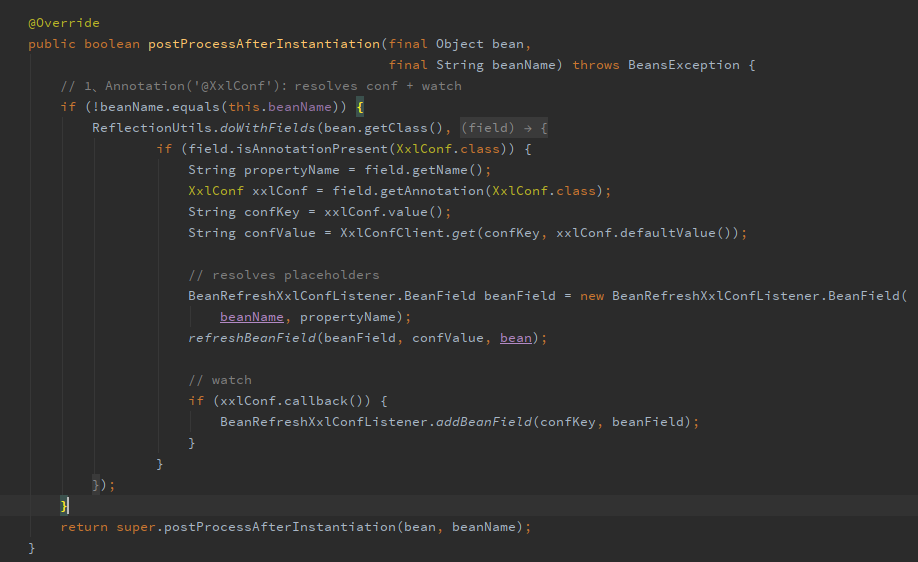 @Override
public boolean postProcessAfterInstantiation(final Object bean,
final String beanName) throws BeansException {
// 1、Annotation('@XxlConf'): resolves conf + watch
if (!beanName.equals(this.beanName)) {
ReflectionUtils.doWithFields(bean.getClass(), (field) → {
if (field.isAnnotationPresent(XxlConf.class)) {
String propertyName = field.getName();
XxlConf xxlConf = field.getAnnotation(XxlConf.class);
String confKey = xxlConf.value();
String confValue = XxlConfClient.get(confKey, xxlConf.defaultValue());
// resolves placeholders
BeanRefreshXxlConfListener.BeanField beanField = new BeanRefreshXxlConfListener.BeanField(
beanName, propertyName);
refreshBeanField(beanField, confValue, bean);
// watch
if (xxlConf.callback()) {
BeanRefreshXxlConfListener.addBeanField(confKey, beanField);
}
}
});
}
return super.postProcessAfterInstantiation(bean, beanName);
}